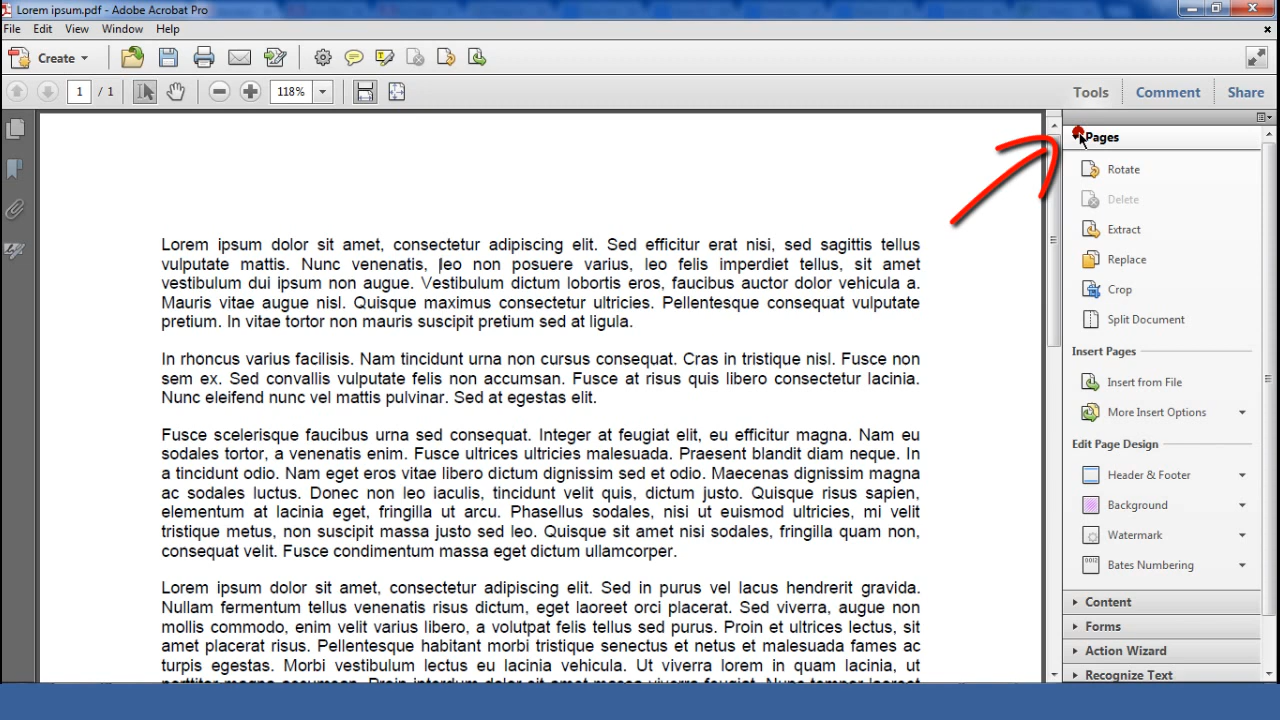 Lorem ipsum.pdf - Adobe Acrobat Pro
File Edit View Window Help
Create
1 / 1 118% Tools Comment Share
Pages
Rotate
Delete
Extract
Replace
Crop
Split Document
Insert Pages
Insert from File
More Insert Options
Edit Page Design
Header & Footer
Background
Watermark
Bates Numbering
Content
Forms
Action Wizard
Recognize Text
Lorem ipsum dolor sit amet, consectetur adipiscing elit. Sed efficitur erat nisi, sed sagittis tellus
vulputate mattis. Nunc venenatis, leo non posuere varius, leo felis imperdiet tellus, sit amet
vestibulum dui ipsum non augue. Vestibulum dictum lobortis eros, faucibus auctor dolor vehicula a.
Mauris vitae augue nisl. Quisque maximus consectetur ultricies. Pellentesque consequat vulputate
pretium. In vitae tortor non mauris suscipit pretium sed at ligula.
In rhoncus varius facilisis. Nam tincidunt urna non cursus consequat. Cras in tristique nisl. Fusce non
sem ex. Sed convallis vulputate felis non accumsan. Fusce at risus quis libero consectetur lacinia.
Nunc eleifend nunc vel mattis pulvinar. Sed at egestas elit.
Fusce scelerisque faucibus urna sed consequat. Integer at feugiat elit, eu efficitur magna. Nam eu
sodales tortor, a venenatis enim. Fusce ultrices ultricies malesuada. Praesent blandit diam neque. In
a tincidunt odio. Nam eget eros vitae libero dictum dignissim sed et odio. Maecenas dignissim magna
ac sodales luctus. Donec non leo iaculis, tincidunt velit quis, dictum justo. Quisque risus sapien,
elementum at lacinia eget, fringilla ut arcu. Phasellus sodales, nisi ut euismod ultricies, mi velit
tristique metus, non suscipit massa justo sed leo. Quisque sit amet nisi sodales, fringilla quam non,
consequat velit. Fusce condimentum massa eget dictum ullamcorper.
Lorem ipsum dolor sit amet, consectetur adipiscing elit. Sed in purus vel lacus hendrerit gravida.
Nullam fermentum tellus venenatis risus dictum, eget laoreet orci placerat. Sed viverra, augue non
mollis commodo, enim velit varius libero, a volutpat felis tellus sed purus. Proin et ultrices lectus, sit
amet placerat risus. Pellentesque habitant morbi tristique senectus et netus et malesuada fames ac
turpis egestas. Morbi vestibulum lectus eu lacinia vehicula. Ut viverra lorem in quam lacinia, ut